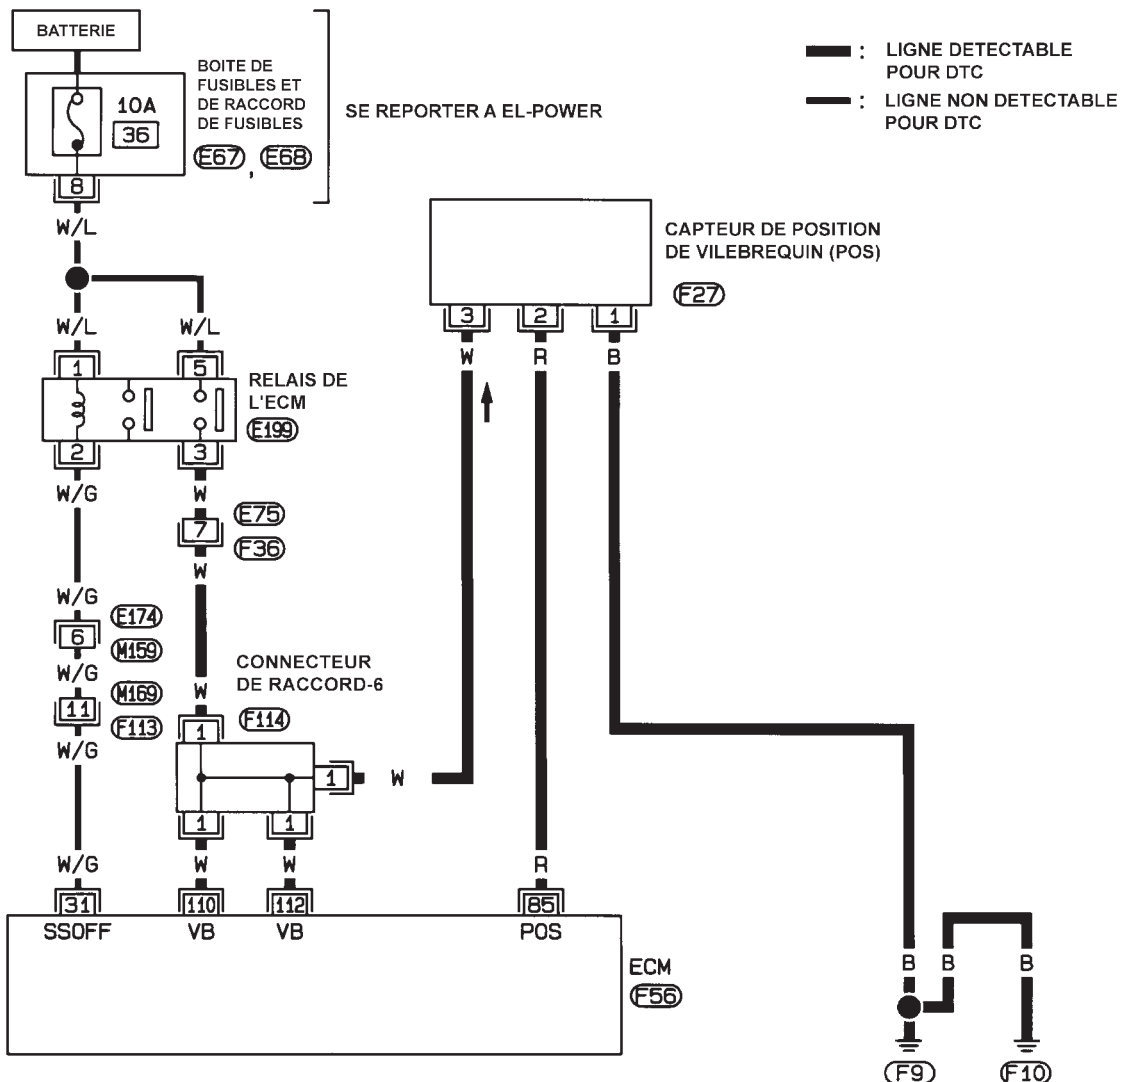 BATTERIE
10A
36
BOITE DE
FUSIBLES ET
DE RACCORD
DE FUSIBLES
E67 , E68
SE REPORTER A EL-POWER
: LIGNE DETECTABLE
POUR DTC
: LIGNE NON DETECTABLE
POUR DTC
8
W/L
CAPTEUR DE POSITION
DE VILEBREQUIN (POS)
F27
3 2 1
W R B
W/L W/L
1 5
RELAIS DE
L'ECM
E199
2 3
W/G W
E75
7
F36
W
W/G
E174
6
M159
W/G
M169
11
F113
W/G
W
CONNECTEUR
DE RACCORD-6
F114
1
1 W
1 1
W/G W W R
31 110 112 85
SSOFF VB VB POS
ECM
F56
B B B
F9 F10